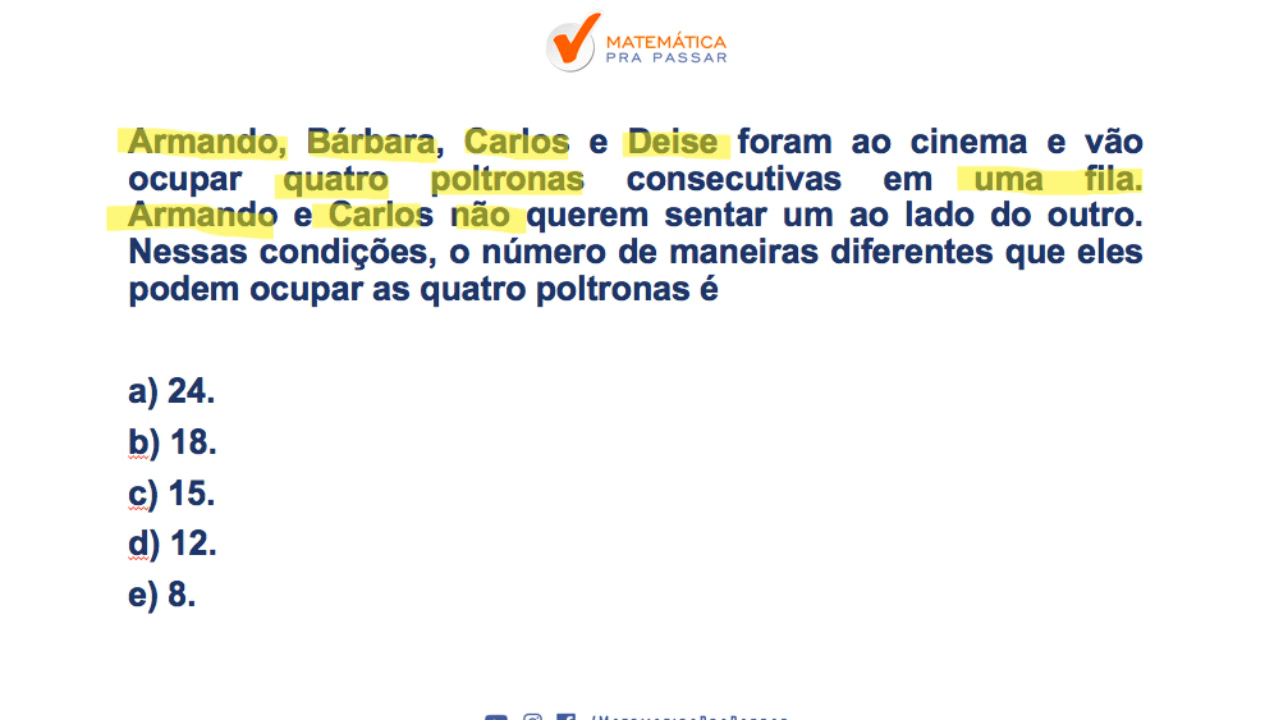 MATEMÁTICA
PRA PASSAR
Armando, Bárbara, Carlos e Deise foram ao cinema e vão
ocupar quatro poltronas consecutivas em uma fila.
Armando e Carlos não querem sentar um ao lado do outro.
Nessas condições, o número de maneiras diferentes que eles
podem ocupar as quatro poltronas é
a) 24.
b) 18.
c) 15.
d) 12.
e) 8.